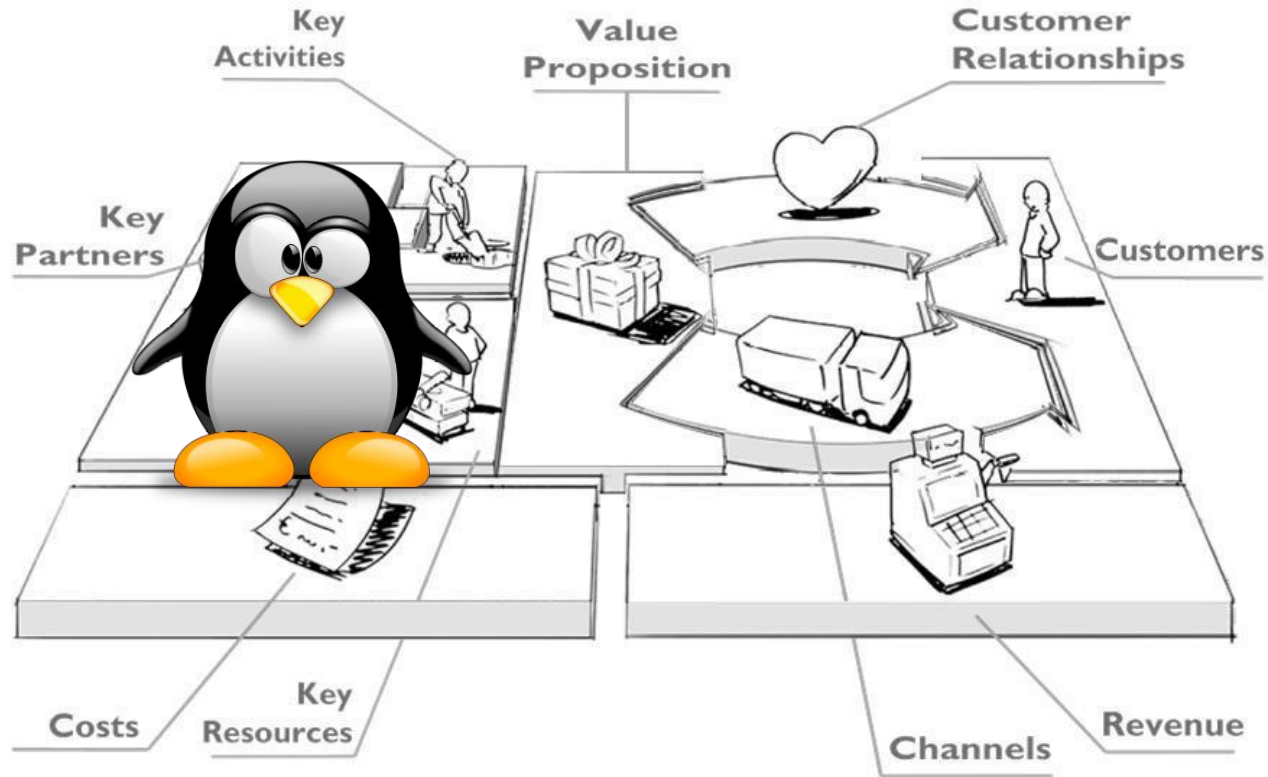 Key
Activities
Value
Proposition
Customer
Relationships
Key
Partners
Customers
Costs
Key
Resources
Channels
Revenue